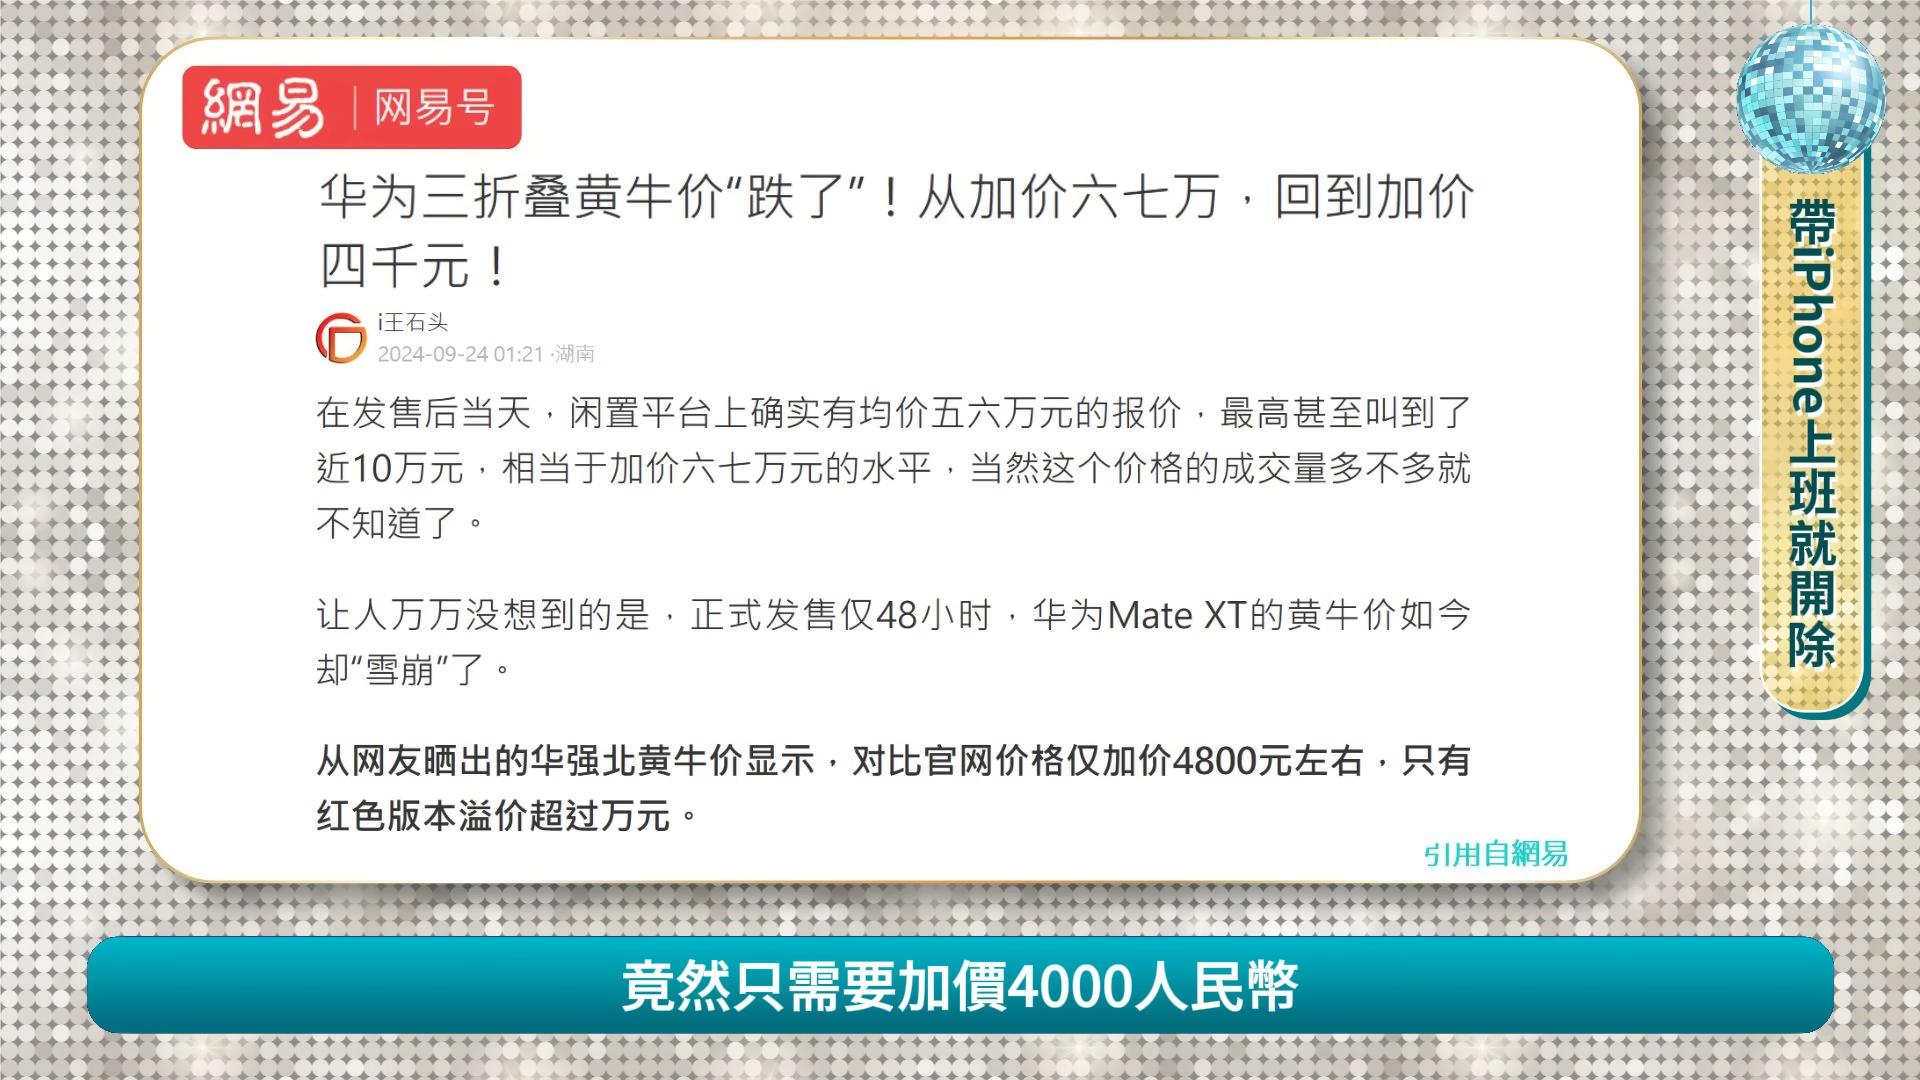 網易 | 网易号
华为三折叠黄牛价“跌了”！从加价六七万，回到加价
四千元！
i王石头
2024-09-24 01:21 ·湖南
在发售后当天，闲置平台上确实有均价五六万元的报价，最高甚至叫到了
近10万元，相当于加价六七万元的水平，当然这个价格的成交量多不多就
不知道了。
让人万万没想到的是，正式发售仅48小时，华为Mate XT的黄牛价如今
却“雪崩”了。
从网友晒出的华强北黄牛价显示，对比官网价格仅加价4800元左右，只有
红色版本溢价超过万元。
引用自網易
帶iPhone上班就開除
竟然只需要加價4000人民幣